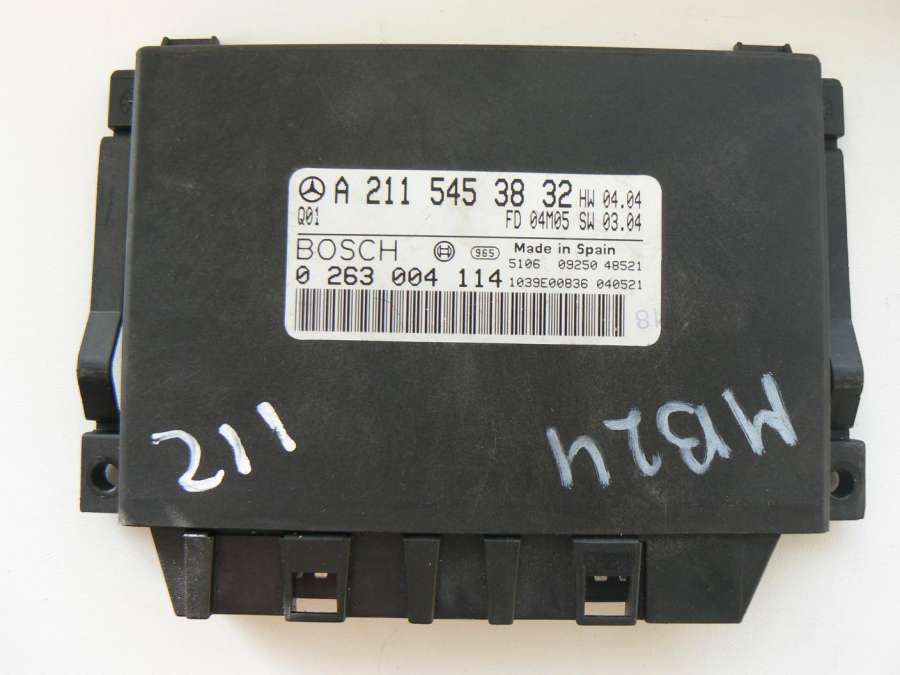 A 211 545 38 32 HW 04.04
Q01 FD 04M05 SW 03.04
BOSCH 965 Made in Spain
5106 09250 48521
0 263 004 114 1039E00836 040521
18
211
MB24